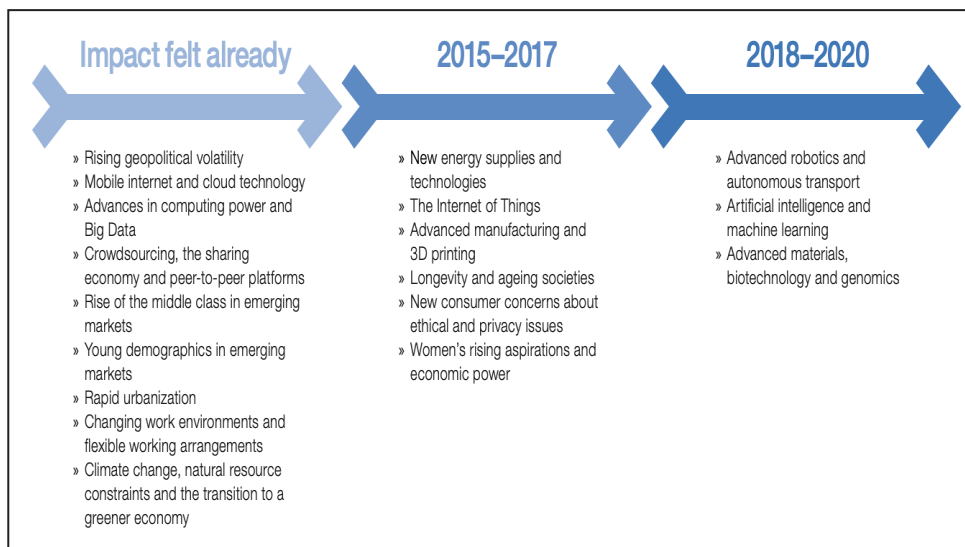 Impact felt already
» Rising geopolitical volatility
» Mobile internet and cloud technology
» Advances in computing power and
Big Data
» Crowdsourcing, the sharing
economy and peer-to-peer platforms
» Rise of the middle class in emerging
markets
» Young demographics in emerging
markets
» Rapid urbanization
» Changing work environments and
flexible working arrangements
» Climate change, natural resource
constraints and the transition to a
greener economy
2015–2017
» New energy supplies and
technologies
» The Internet of Things
» Advanced manufacturing and
3D printing
» Longevity and ageing societies
» New consumer concerns about
ethical and privacy issues
» Women’s rising aspirations and
economic power
2018–2020
» Advanced robotics and
autonomous transport
» Artificial intelligence and
machine learning
» Advanced materials,
biotechnology and genomics